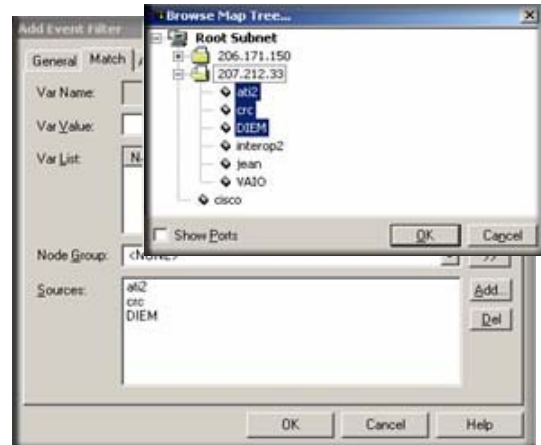 Add Event Filter
Browse Map Tree...
General Match
Var Name:
Var Value:
Var List:
Root Subnet
206.171.150
207.212.33
ati2
crc
DIEM
interop2
jean
VAIO
cisco
Show Ports
OK
Cancel
Node Group:
<NONE>
>>
Sources:
ati2
crc
DIEM
Add...
Del
OK
Cancel
Help